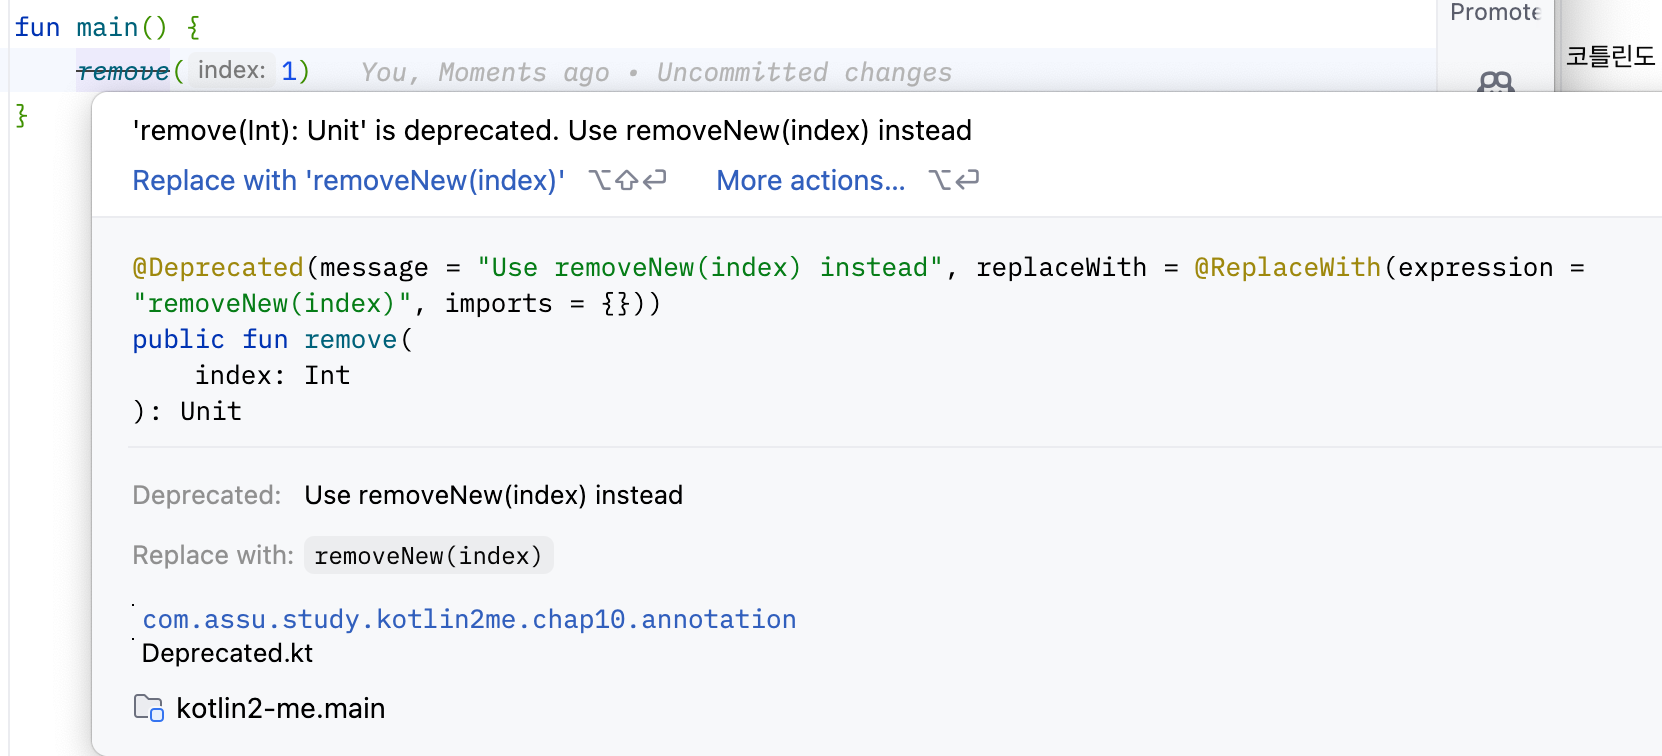 fun main() {
Promote
remove( index: 1) You, Moments ago • Uncommitted changes
코틀린도
}
'remove(Int): Unit' is deprecated. Use removeNew(index) instead
Replace with 'removeNew(index)' ⌥⇧⏎ More actions... ⌥⏎
@Deprecated(message = "Use removeNew(index) instead", replaceWith = @ReplaceWith(expression =
"removeNew(index)", imports = {}))
public fun remove(
index: Int
): Unit
Deprecated: Use removeNew(index) instead
Replace with: removeNew(index)
com.assu.study.kotlin2me.chap10.annotation
Deprecated.kt
kotlin2-me.main